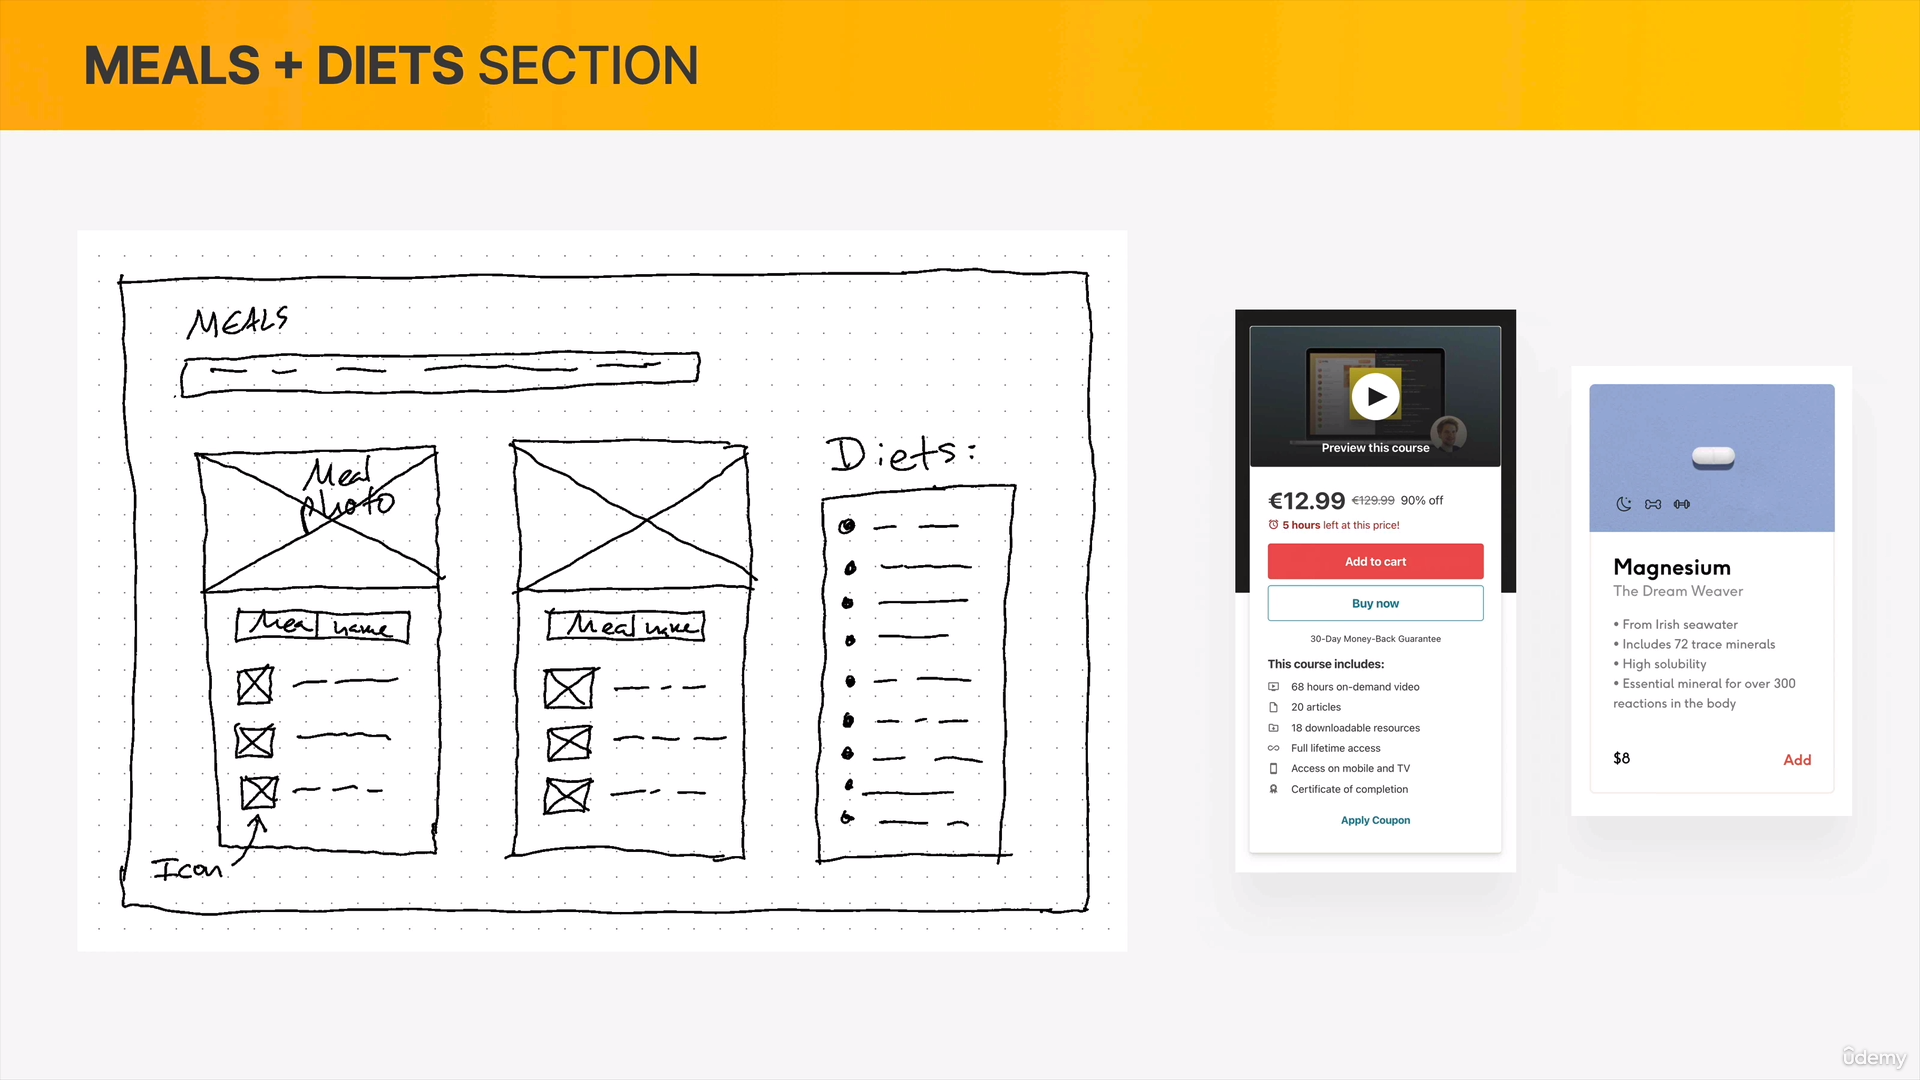 MEALS + DIETS SECTION
MEALS
Meal
photo
Meal name
Meal name
Icon
Diets:
Preview this course
€12.99 €129.99 90% off
5 hours left at this price!
Add to cart
Buy now
30-Day Money-Back Guarantee
This course includes:
68 hours on-demand video
20 articles
18 downloadable resources
Full lifetime access
Access on mobile and TV
Certificate of completion
Apply Coupon
Magnesium
The Dream Weaver
• From Irish seawater
• Includes 72 trace minerals
• High solubility
• Essential mineral for over 300
reactions in the body
$8 Add
ûdemy